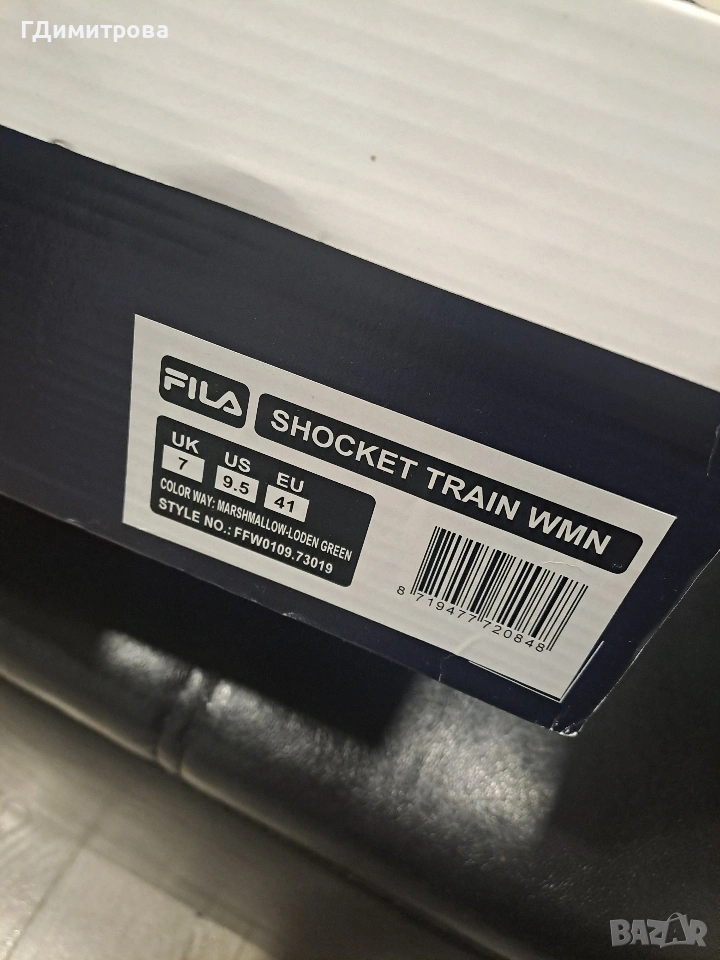 ГДимитрова
FILA
SHOCKET TRAIN WMN
UK US EU
7 9.5 41
COLOR WAY: MARSHMALLOW-LODEN GREEN
STYLE NO.: FFW0109.73019
8 719477 720848
BAZAR